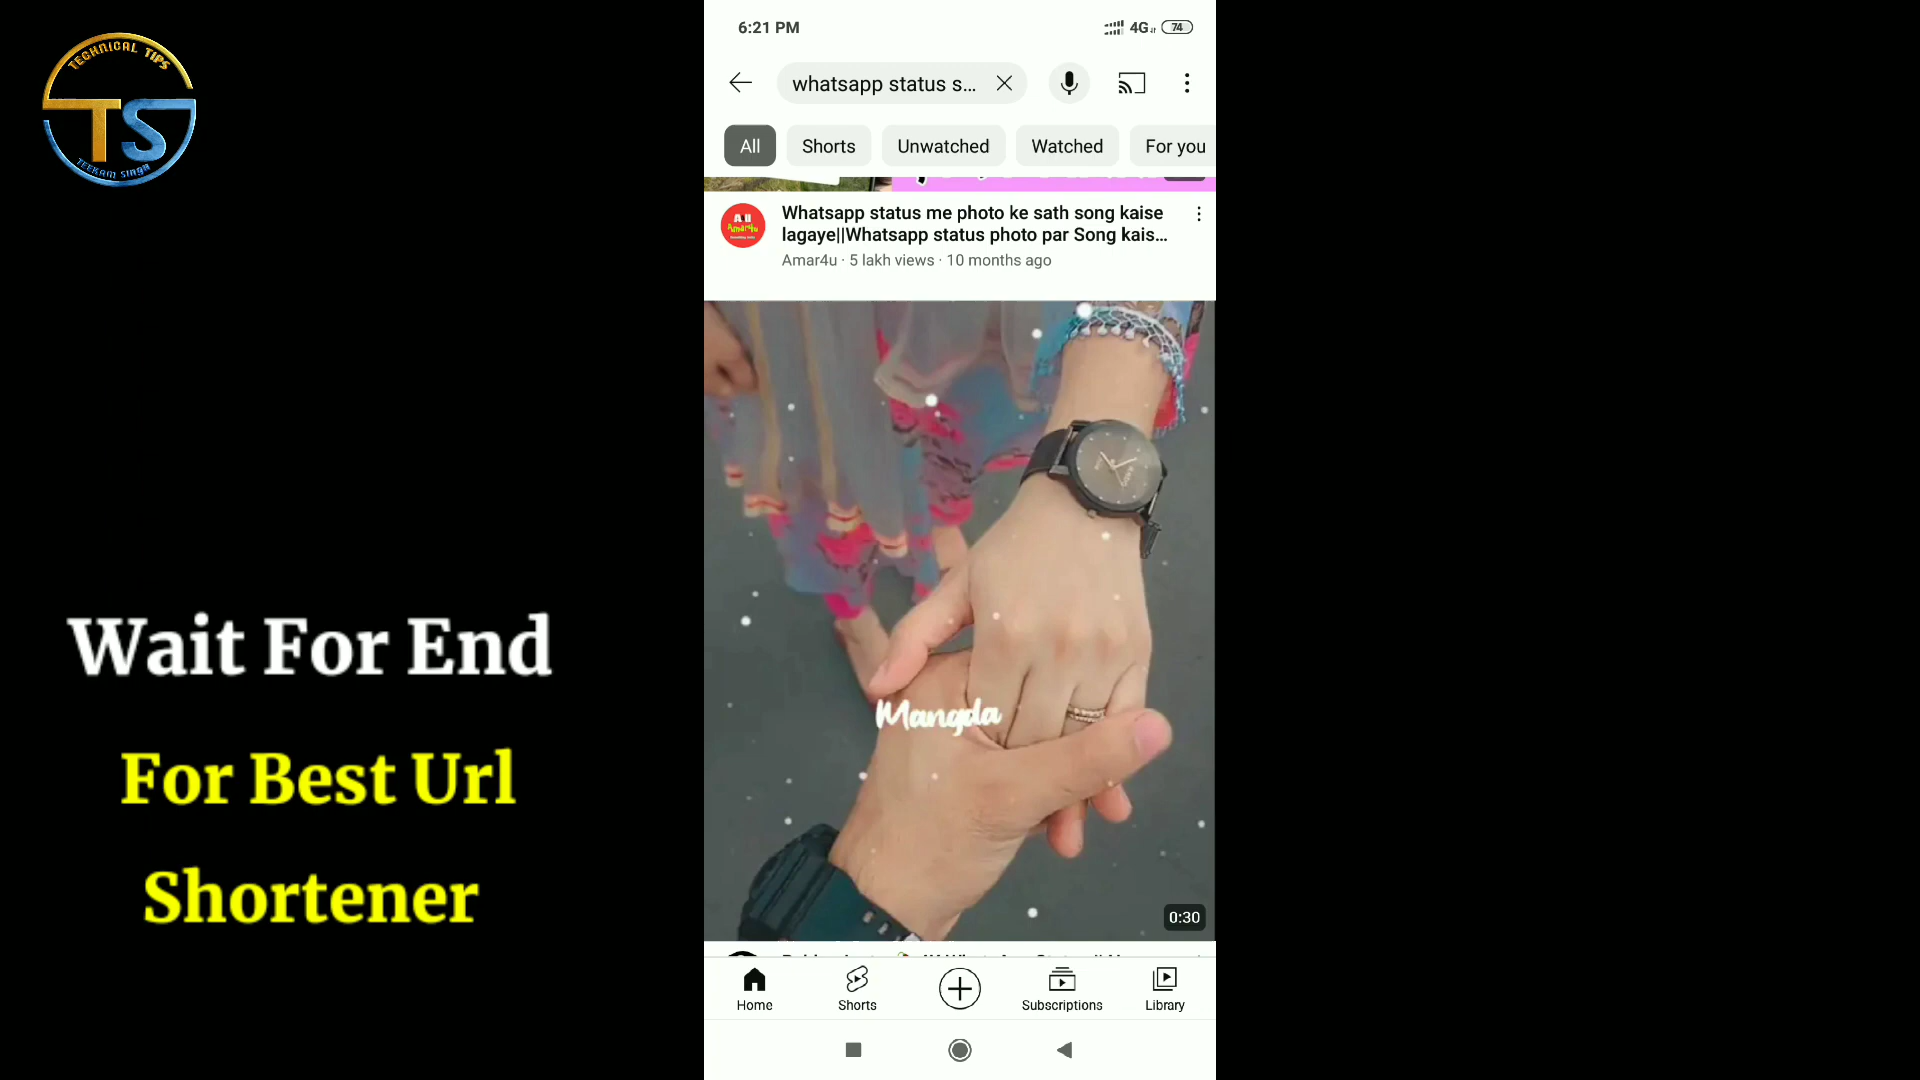 TECHNICAL TIPS
TS
TEEKAM SINGH
Wait For End
For Best Url
Shortener
6:21 PM
4G
74
whatsapp status s...
All
Shorts
Unwatched
Watched
For you
Whatsapp status me photo ke sath song kaise
lagaye||Whatsapp status photo par Song kais...
Amar4u · 5 lakh views · 10 months ago
Mangda
0:30
Home
Shorts
Subscriptions
Library